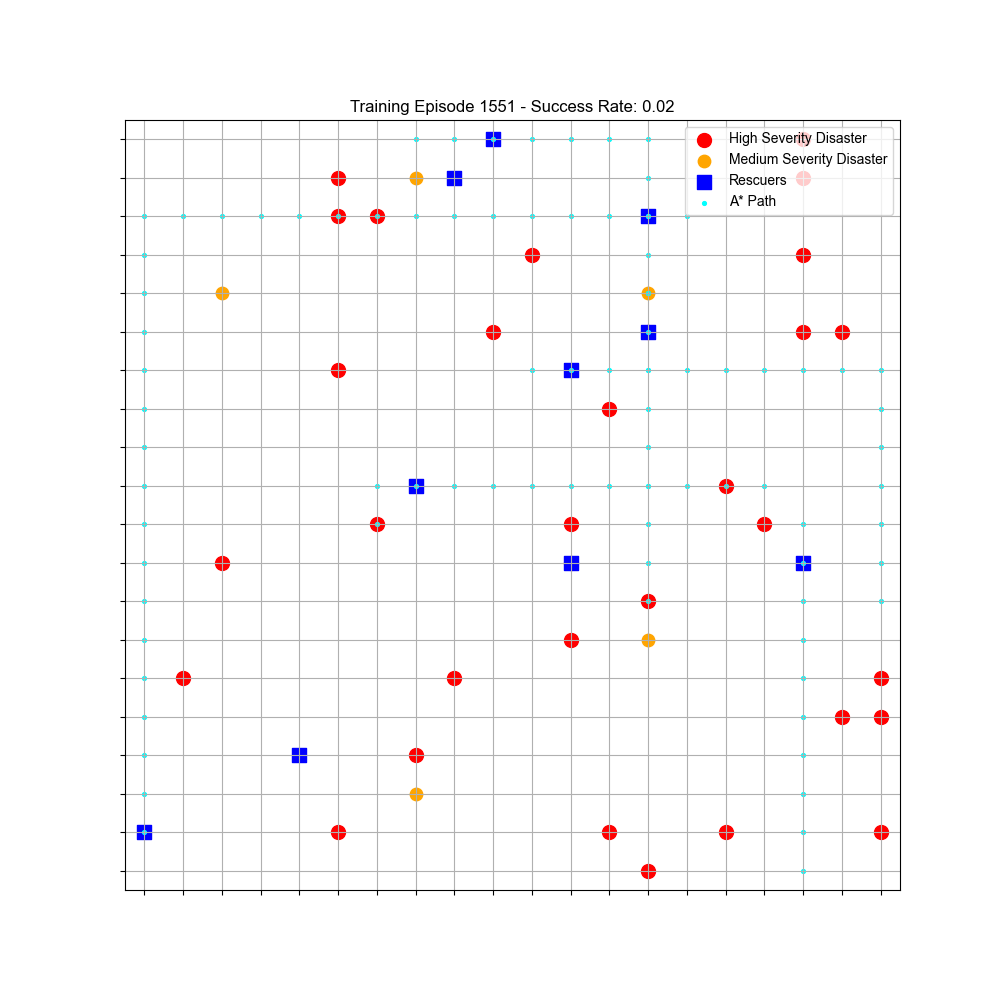 Training Episode 1551 - Success Rate: 0.02
High Severity Disaster
Medium Severity Disaster
Rescuers
A* Path